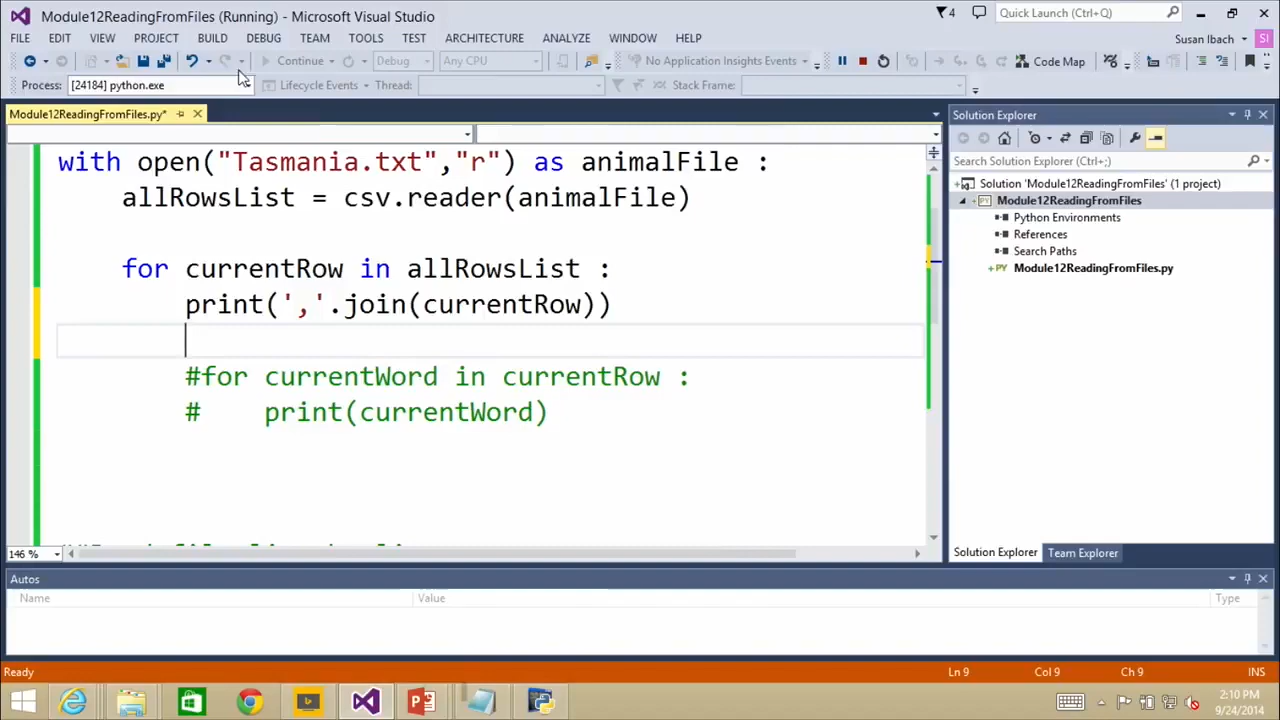 Module12ReadingFromFiles (Running) - Microsoft Visual Studio
4
Quick Launch (Ctrl+Q)
FILE EDIT VIEW PROJECT BUILD DEBUG TEAM TOOLS TEST ARCHITECTURE ANALYZE WINDOW HELP
Susan Ibach
SI
Continue
Debug
Any CPU
No Application Insights Events
Code Map
Process: [24184] python.exe
Lifecycle Events
Thread:
Stack Frame:
Module12ReadingFromFiles.py*
with open("Tasmania.txt","r") as animalFile :
allRowsList = csv.reader(animalFile)
for currentRow in allRowsList :
print(','.join(currentRow))
#for currentWord in currentRow :
# print(currentWord)
146 %
Solution Explorer
Search Solution Explorer (Ctrl+;)
Solution 'Module12ReadingFromFiles' (1 project)
Module12ReadingFromFiles
Python Environments
References
Search Paths
Module12ReadingFromFiles.py
Solution Explorer Team Explorer
Autos
Name Value Type
Ready Ln 9 Col 9 Ch 9 INS
2:10 PM
9/24/2014